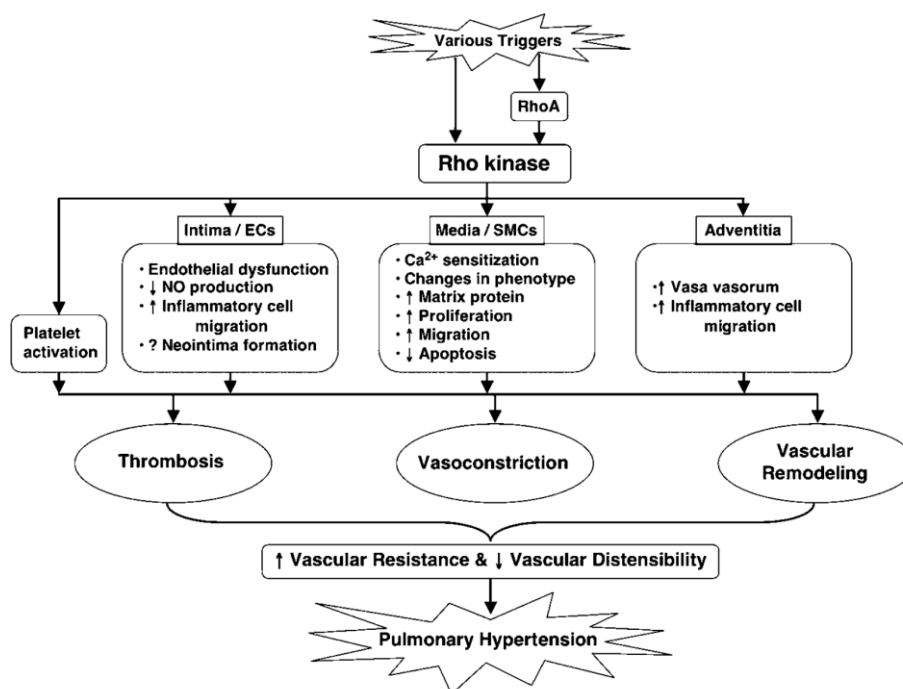 Various Triggers
RhoA
Rho kinase
Intima / ECs
· Endothelial dysfunction
· ↓ NO production
· ↑ Inflammatory cell
migration
· ? Neointima formation
Media / SMCs
· Ca²⁺ sensitization
· Changes in phenotype
· ↑ Matrix protein
· ↑ Proliferation
· ↑ Migration
· ↓ Apoptosis
Adventitia
· ↑ Vasa vasorum
· ↑ Inflammatory cell
migration
Platelet
activation
Thrombosis
Vasoconstriction
Vascular
Remodeling
↑ Vascular Resistance & ↓ Vascular Distensibility
Pulmonary Hypertension